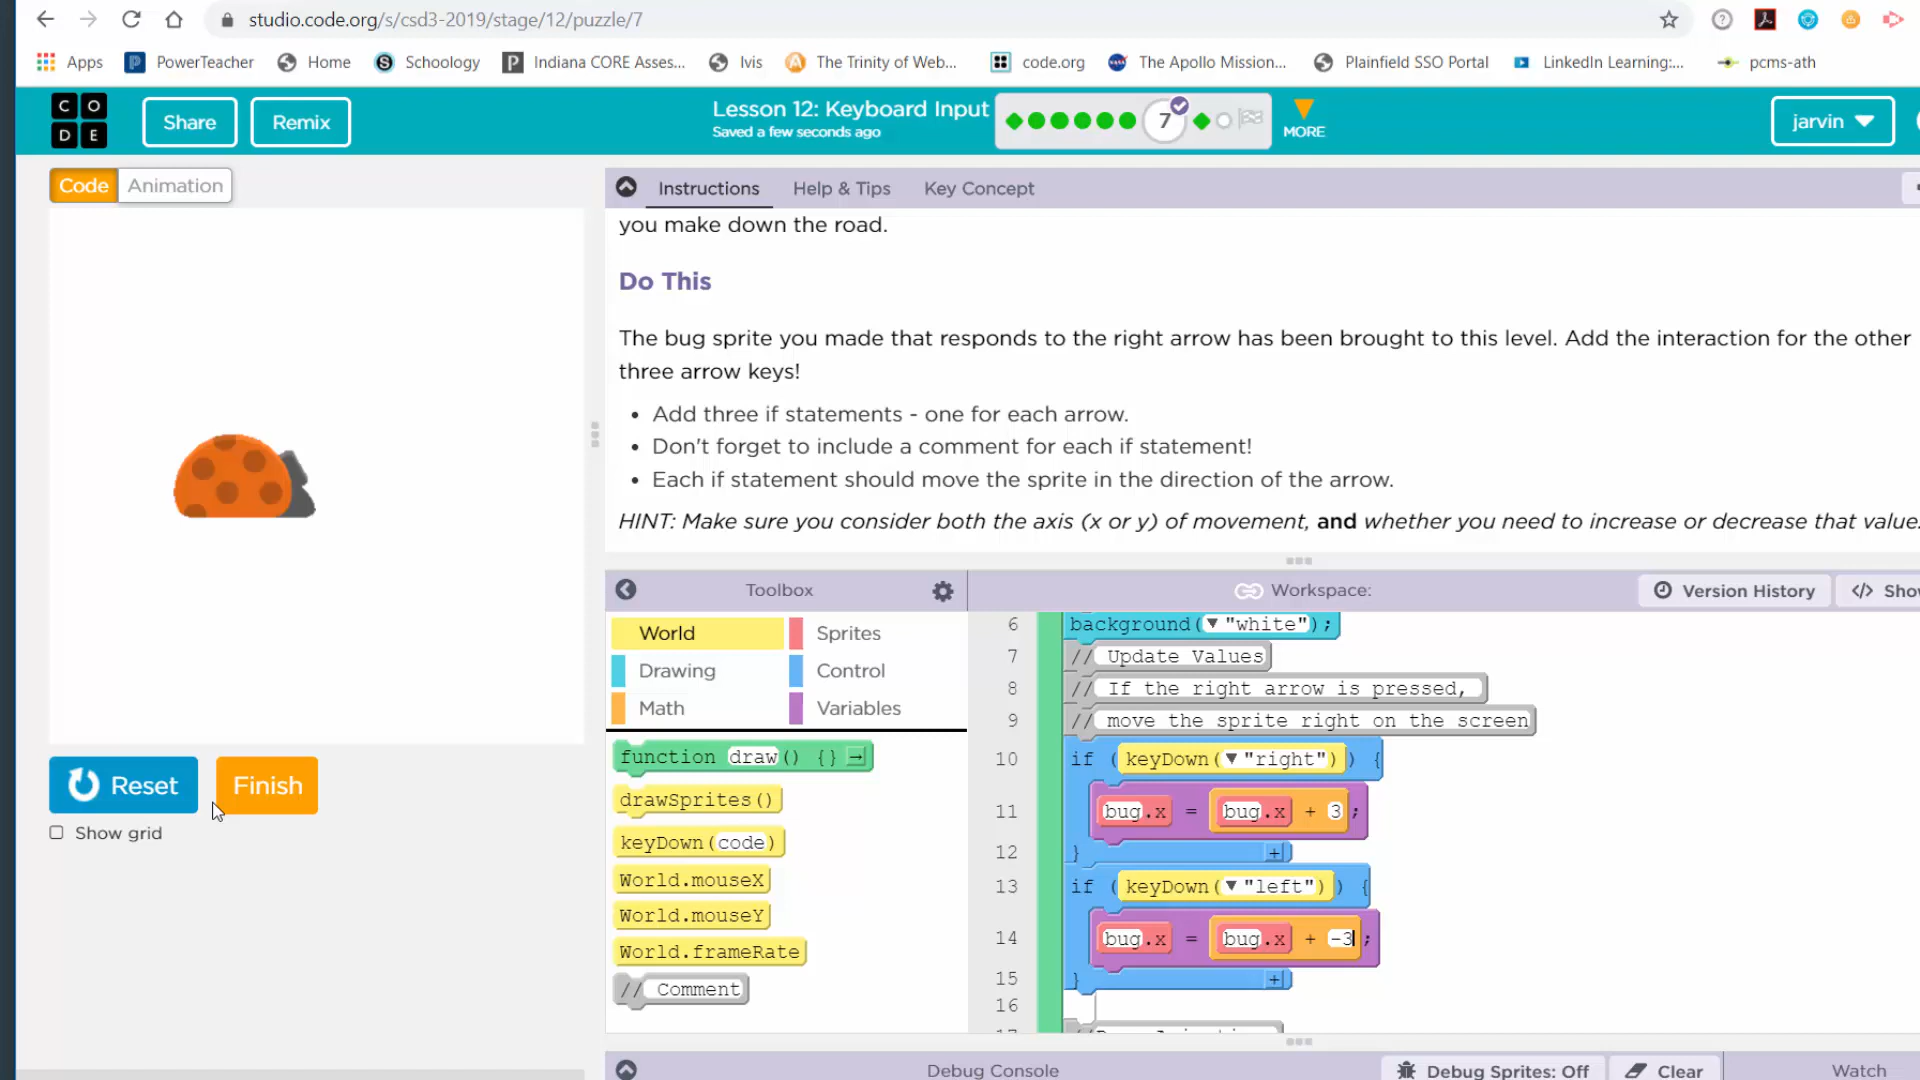 studio.code.org/s/csd3-2019/stage/12/puzzle/7
Apps PowerTeacher Home Schoology Indiana CORE Asses... Ivis The Trinity of Web... code.org The Apollo Mission... Plainfield SSO Portal LinkedIn Learning:... pcms-ath
C O D E
Share Remix
Lesson 12: Keyboard Input
Saved a few seconds ago
7
MORE
jarvin
Code Animation
Instructions Help & Tips Key Concept
you make down the road.
Do This
The bug sprite you made that responds to the right arrow has been brought to this level. Add the interaction for the other
three arrow keys!
• Add three if statements - one for each arrow.
• Don't forget to include a comment for each if statement!
• Each if statement should move the sprite in the direction of the arrow.
HINT: Make sure you consider both the axis (x or y) of movement, and whether you need to increase or decrease that value.
Reset Finish
Show grid
Toolbox
World Sprites
Drawing Control
Math Variables
function draw() {}
drawSprites()
keyDown(code)
World.mouseX
World.mouseY
World.frameRate
// Comment
Workspace: Version History </> Show
6 background("white");
7 // Update Values
8 // If the right arrow is pressed,
9 // move the sprite right on the screen
10 if (keyDown("right")) {
11 bug.x = bug.x + 3;
12 }
13 if (keyDown("left")) {
14 bug.x = bug.x + -3;
15 }
16
Debug Console Debug Sprites: Off Clear Watch